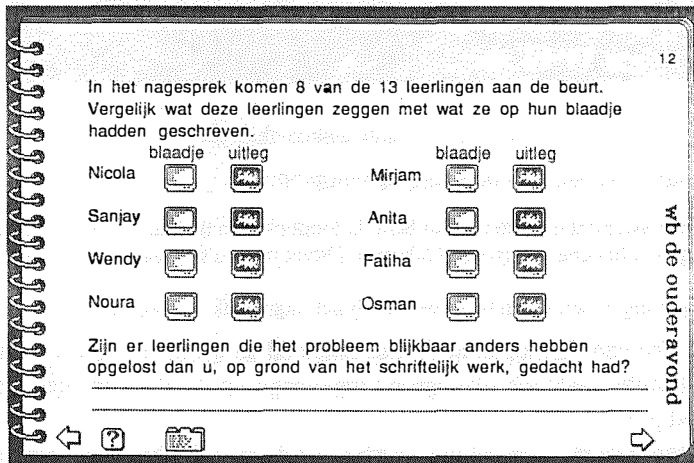 12
In het nagesprek komen 8 van de 13 leerlingen aan de beurt.
Vergelijk wat deze leerlingen zeggen met wat ze op hun blaadje
hadden geschreven.
blaadje uitleg blaadje uitleg
Nicola Mirjam
Sanjay Anita
Wendy Fatiha
Noura Osman
Zijn er leerlingen die het probleem blijkbaar anders hebben
opgelost dan u, op grond van het schriftelijk werk, gedacht had?
?
wb de ouderavond